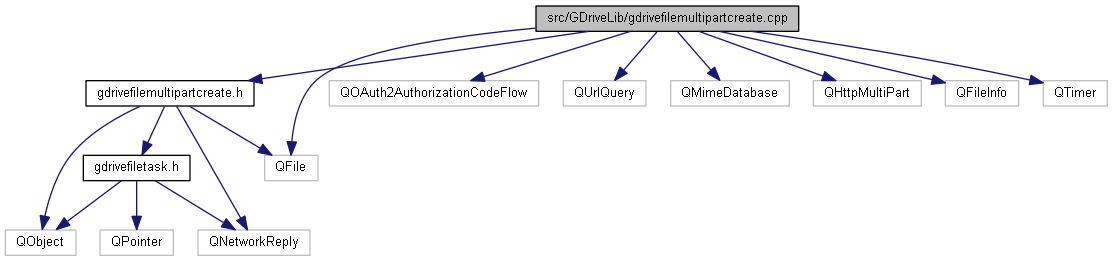 src/GDriveLib/gdrivefilemultipartcreate.cpp
gdrivefilemultipartcreate.h
QOAuth2AuthorizationCodeFlow
QUrlQuery
QMimeDatabase
QHttpMultiPart
QFileInfo
QTimer
gdrivefiletask.h
QFile
QObject
QPointer
QNetworkReply